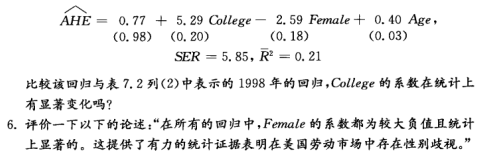 AHE = 0.77 + 5.29 College − 2.59 Female + 0.40 Age,
(0.98) (0.20) (0.18) (0.03)
SER = 5.85, R̄² = 0.21
比较该回归与表 7.2 列(2)中表示的 1998 年的回归,College 的系数在统计上
有显著变化吗?
6. 评价一下以下的论述:“在所有的回归中,Female 的系数都为较大负值且统计
上显著的。这提供了有力的统计证据表明在美国劳动市场中存在性别歧视。”